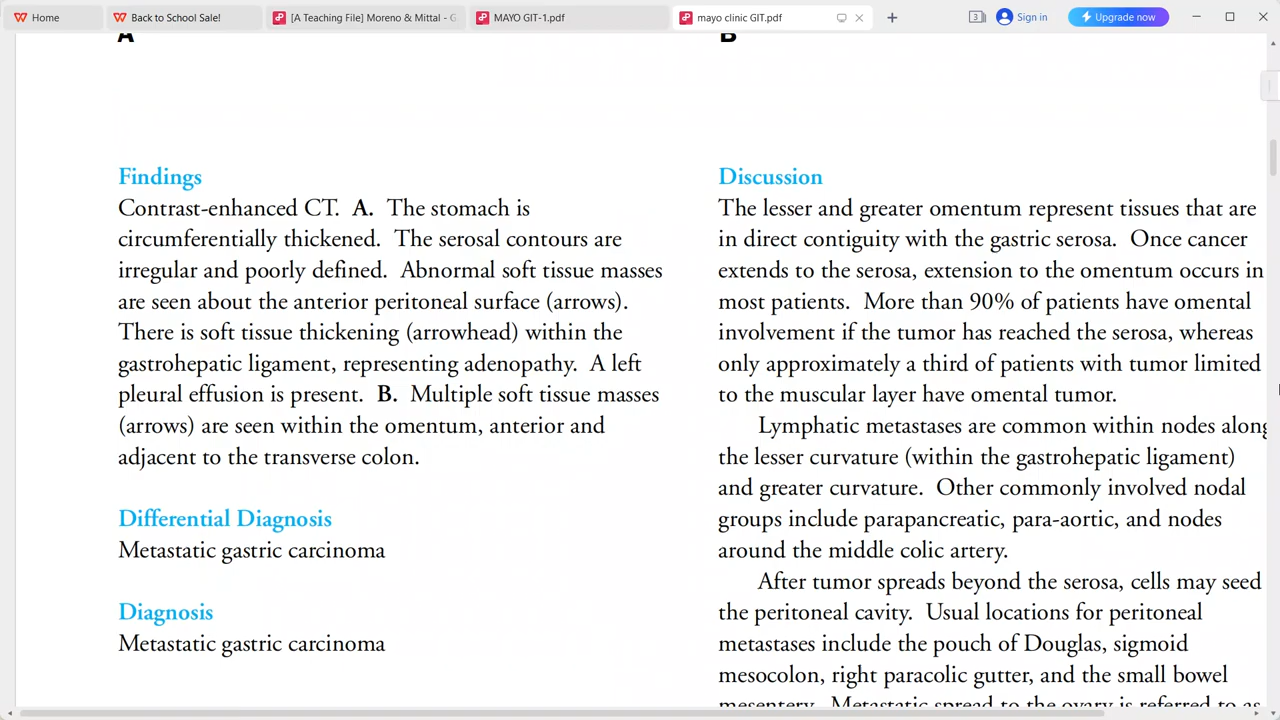 Home
Back to School Sale!
[A Teaching File] Moreno & Mittal - G
MAYO GIT-1.pdf
mayo clinic GIT.pdf
3
Sign in
Upgrade now
A
B
Findings
Contrast-enhanced CT. A. The stomach is
circumferentially thickened. The serosal contours are
irregular and poorly defined. Abnormal soft tissue masses
are seen about the anterior peritoneal surface (arrows).
There is soft tissue thickening (arrowhead) within the
gastrohepatic ligament, representing adenopathy. A left
pleural effusion is present. B. Multiple soft tissue masses
(arrows) are seen within the omentum, anterior and
adjacent to the transverse colon.
Differential Diagnosis
Metastatic gastric carcinoma
Diagnosis
Metastatic gastric carcinoma
Discussion
The lesser and greater omentum represent tissues that are
in direct contiguity with the gastric serosa. Once cancer
extends to the serosa, extension to the omentum occurs in
most patients. More than 90% of patients have omental
involvement if the tumor has reached the serosa, whereas
only approximately a third of patients with tumor limited
to the muscular layer have omental tumor.
Lymphatic metastases are common within nodes along
the lesser curvature (within the gastrohepatic ligament)
and greater curvature. Other commonly involved nodal
groups include parapancreatic, para-aortic, and nodes
around the middle colic artery.
After tumor spreads beyond the serosa, cells may seed
the peritoneal cavity. Usual locations for peritoneal
metastases include the pouch of Douglas, sigmoid
mesocolon, right paracolic gutter, and the small bowel
mesentery. Metastatic spread to the ovary is referred to as